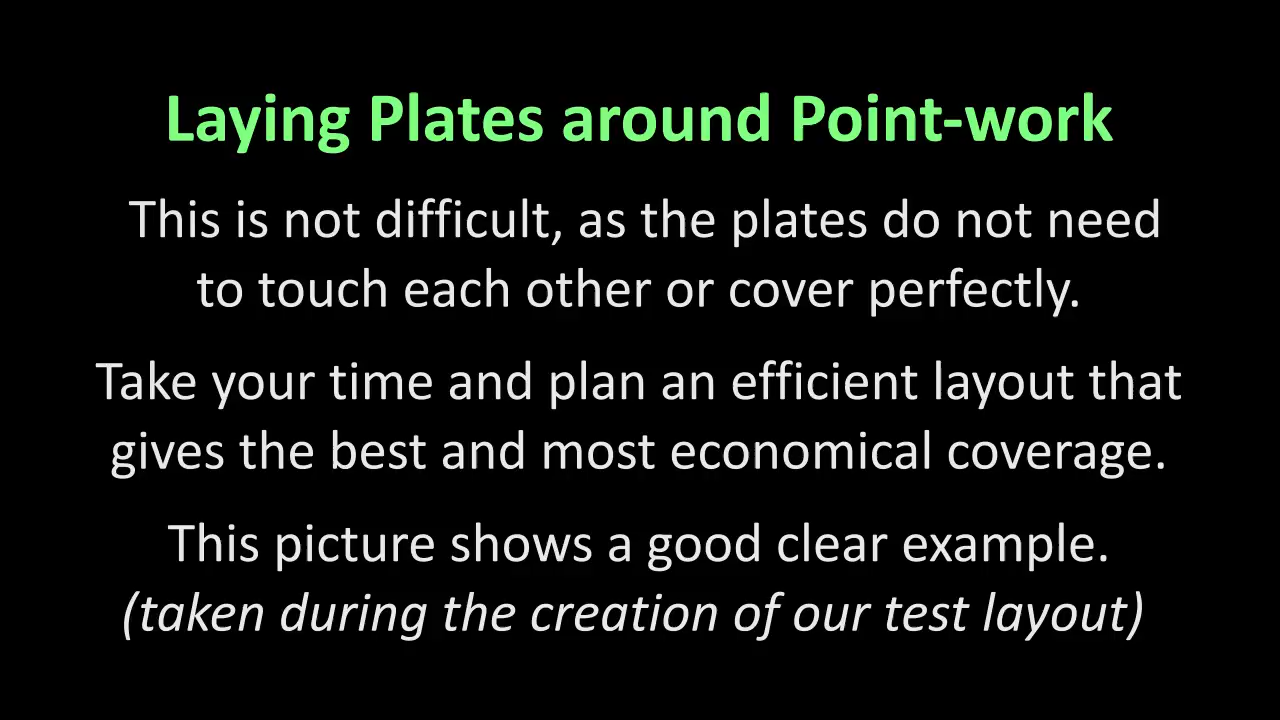 Laying Plates around Point-work
This is not difficult, as the plates do not need
to touch each other or cover perfectly.
Take your time and plan an efficient layout that
gives the best and most economical coverage.
This picture shows a good clear example.
(taken during the creation of our test layout)